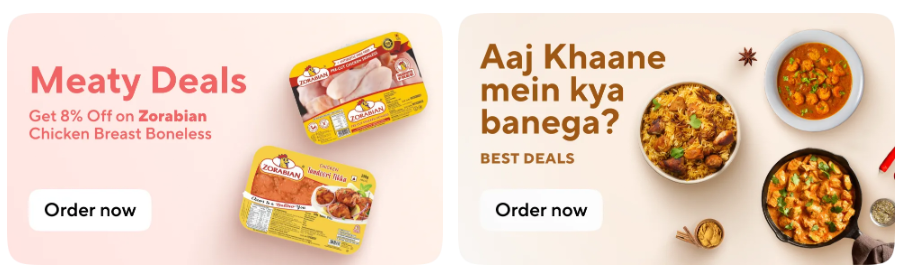 Meaty Deals
Get 8% Off on Zorabian
Chicken Breast Boneless
Order now
ZORABIAN
ZORABIAN
ZORABIAN
Tandoori Tikka
Aaj Khaane
mein kya
banega?
BEST DEALS
Order now